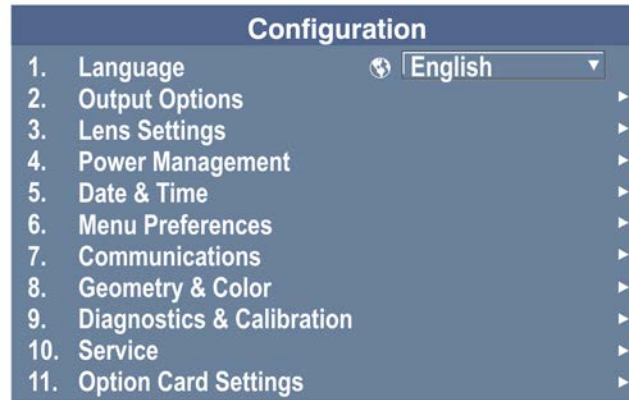 Configuration
1. Language English
2. Output Options
3. Lens Settings
4. Power Management
5. Date & Time
6. Menu Preferences
7. Communications
8. Geometry & Color
9. Diagnostics & Calibration
10. Service
11. Option Card Settings